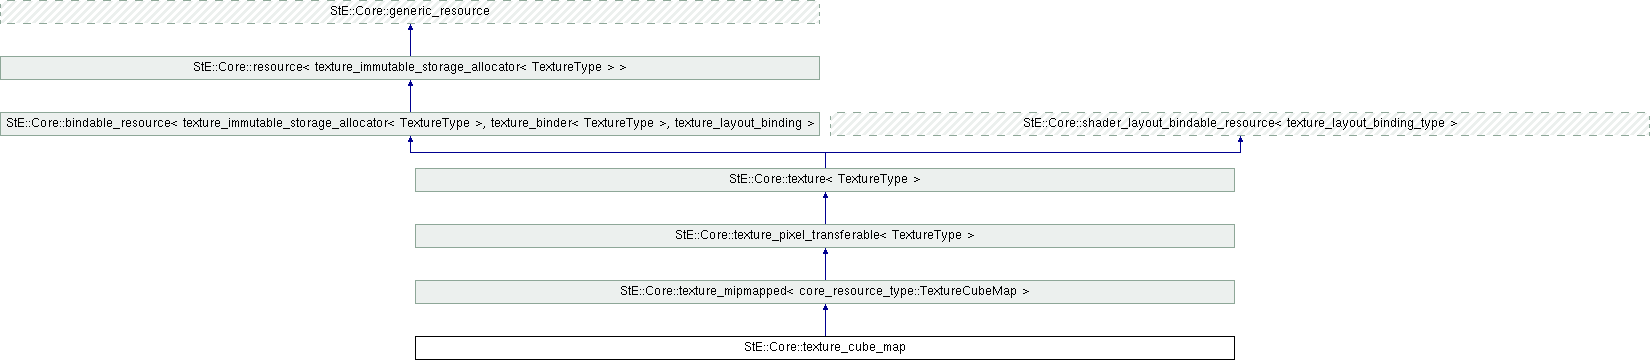 StE::Core::generic_resource
StE::Core::resource< texture_immutable_storage_allocator< TextureType > >
StE::Core::bindable_resource< texture_immutable_storage_allocator< TextureType >, texture_binder< TextureType >, texture_layout_binding >
StE::Core::shader_layout_bindable_resource< texture_layout_binding_type >
StE::Core::texture< TextureType >
StE::Core::texture_pixel_transferable< TextureType >
StE::Core::texture_mipmapped< core_resource_type::TextureCubeMap >
StE::Core::texture_cube_map